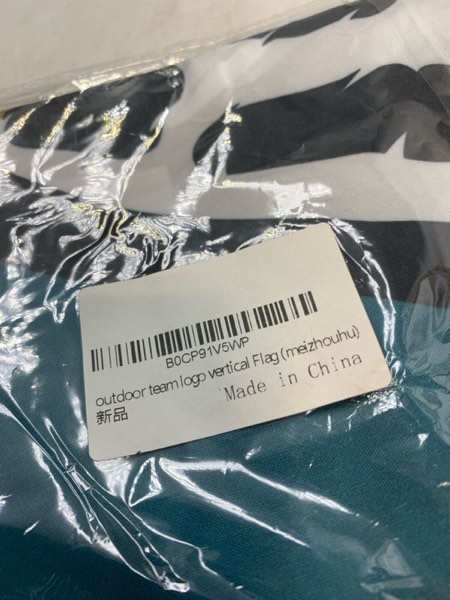 B0CP91V5WP
outdoor team logo vertical Flag (meizhouhu)
新品
Made in China